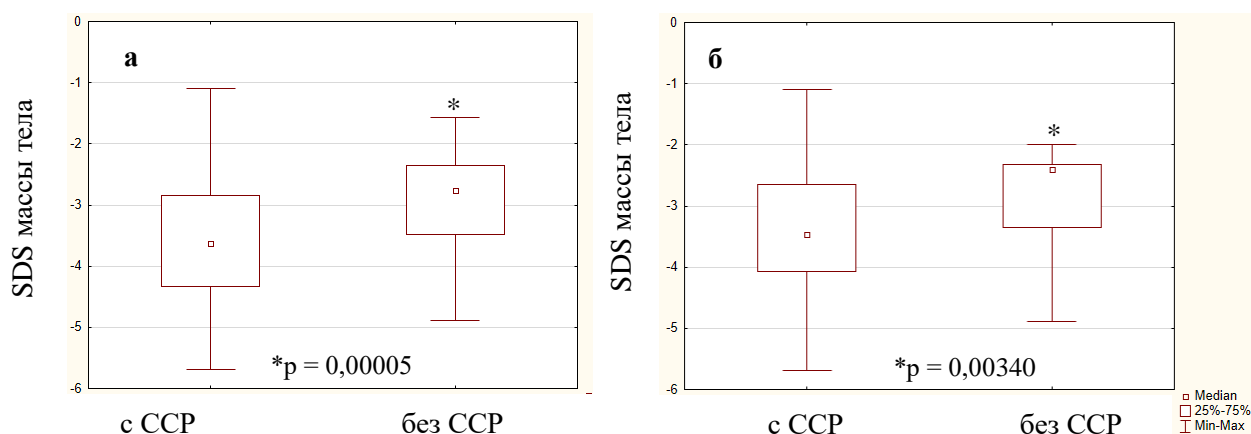 а
SDS массы тела
0
-1
-2
-3
-4
-5
-6
*
*p = 0,00005
с ССР
без ССР
б
SDS массы тела
0
-1
-2
-3
-4
-5
-6
*
*p = 0,00340
с ССР
без ССР
Median
25%-75%
Min-Max